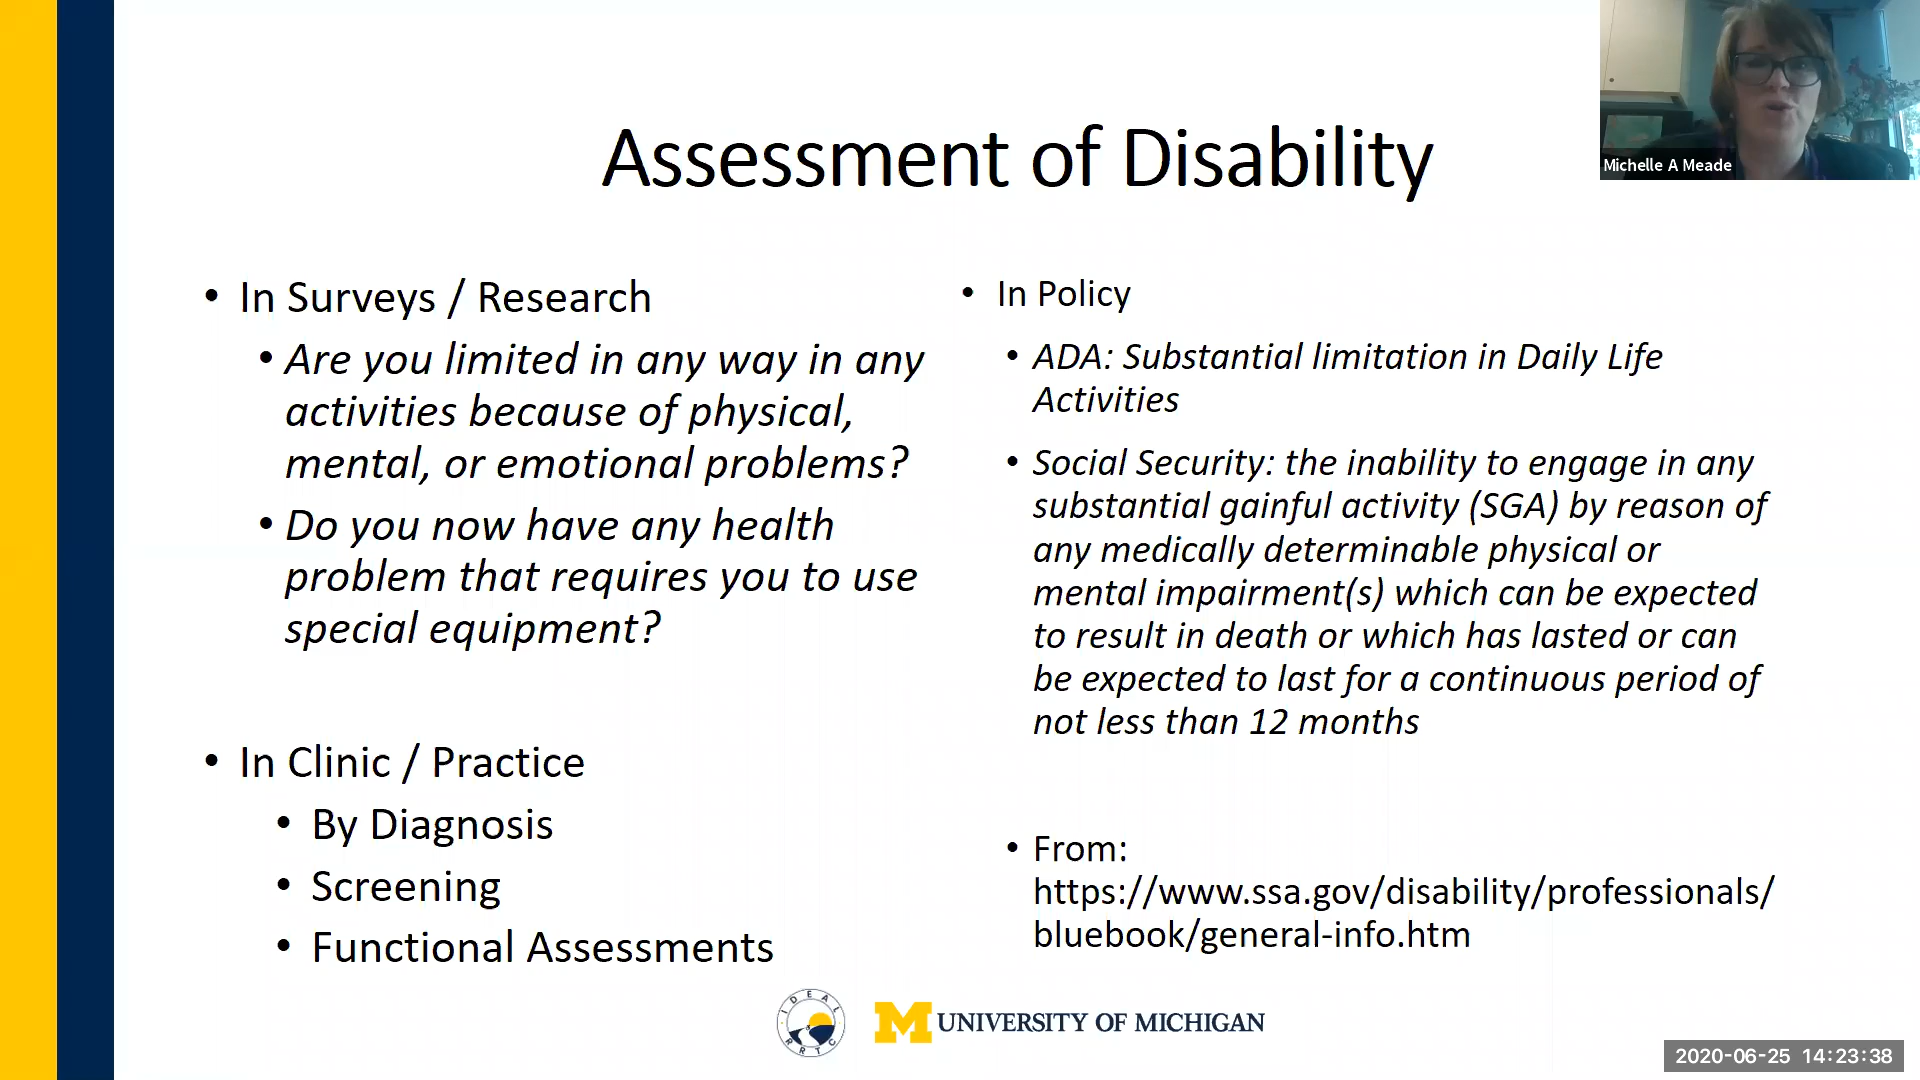 Assessment of Disability
Michelle A Meade
• In Surveys / Research
• Are you limited in any way in any
activities because of physical,
mental, or emotional problems?
• Do you now have any health
problem that requires you to use
special equipment?
• In Clinic / Practice
• By Diagnosis
• Screening
• Functional Assessments
• In Policy
• ADA: Substantial limitation in Daily Life
Activities
• Social Security: the inability to engage in any
substantial gainful activity (SGA) by reason of
any medically determinable physical or
mental impairment(s) which can be expected
to result in death or which has lasted or can
be expected to last for a continuous period of
not less than 12 months
• From:
https://www.ssa.gov/disability/professionals/
bluebook/general-info.htm
IDEAL
RRTC
M UNIVERSITY OF MICHIGAN
2020-06-25 14:23:38